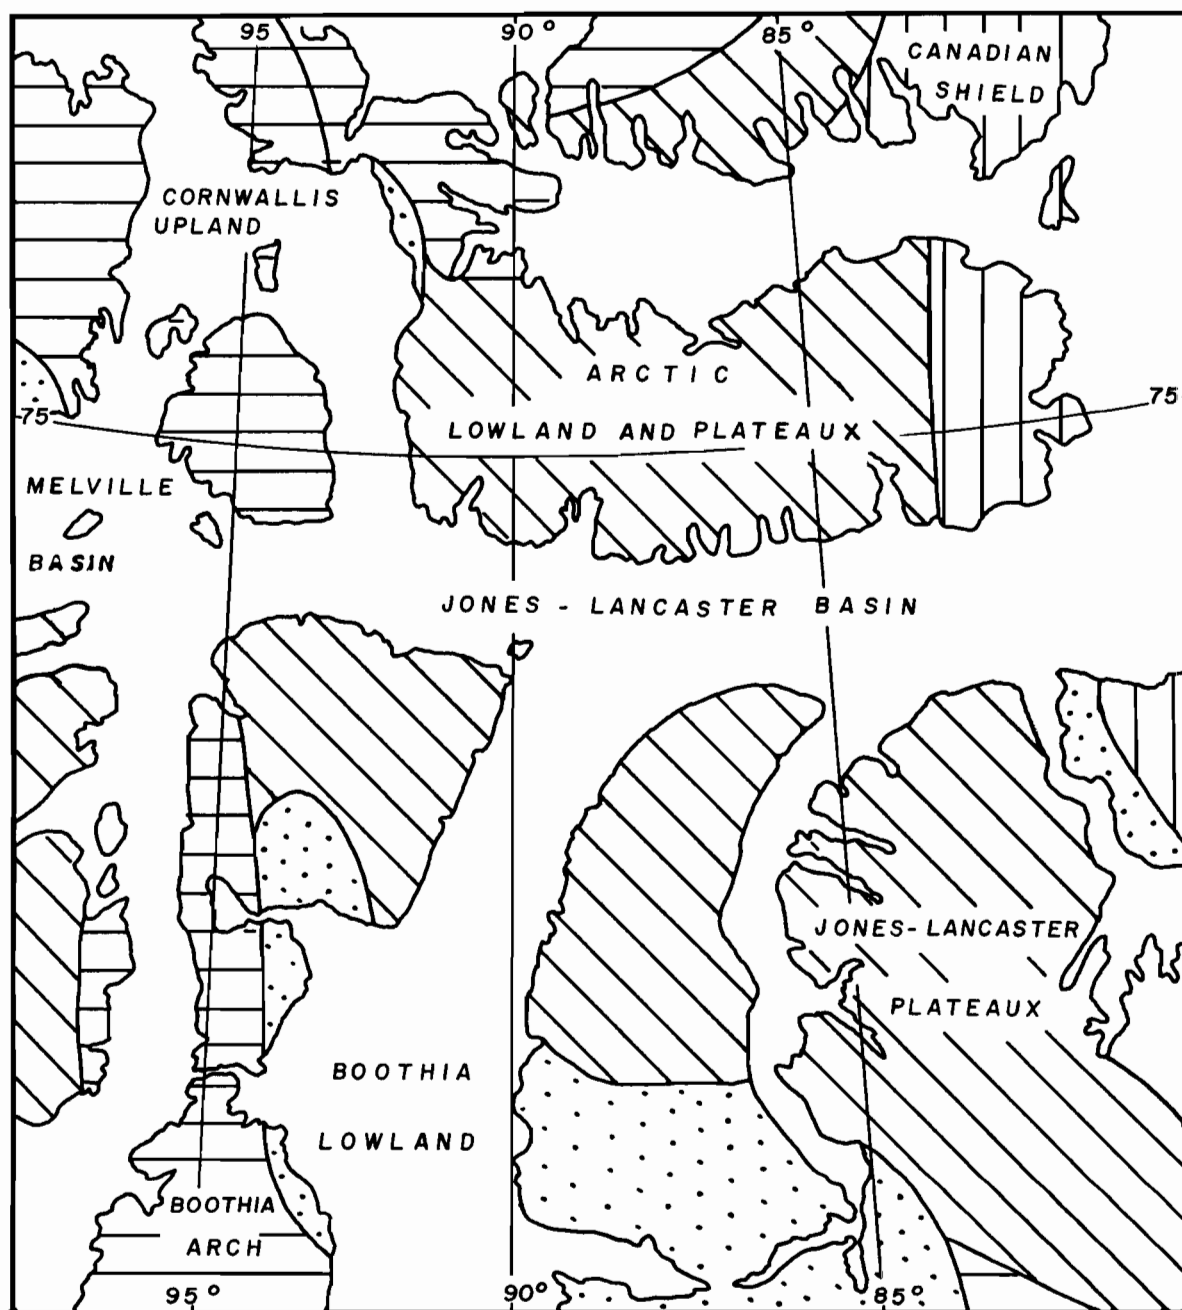 95
90°
85°
CANADIAN
SHIELD
CORNWALLIS
UPLAND
ARCTIC
75
75
LOWLAND AND PLATEAUX
MELVILLE
BASIN
JONES - LANCASTER BASIN
JONES-LANCASTER
PLATEAUX
BOOTHIA
LOWLAND
BOOTHIA
ARCH
95°
90°
85°